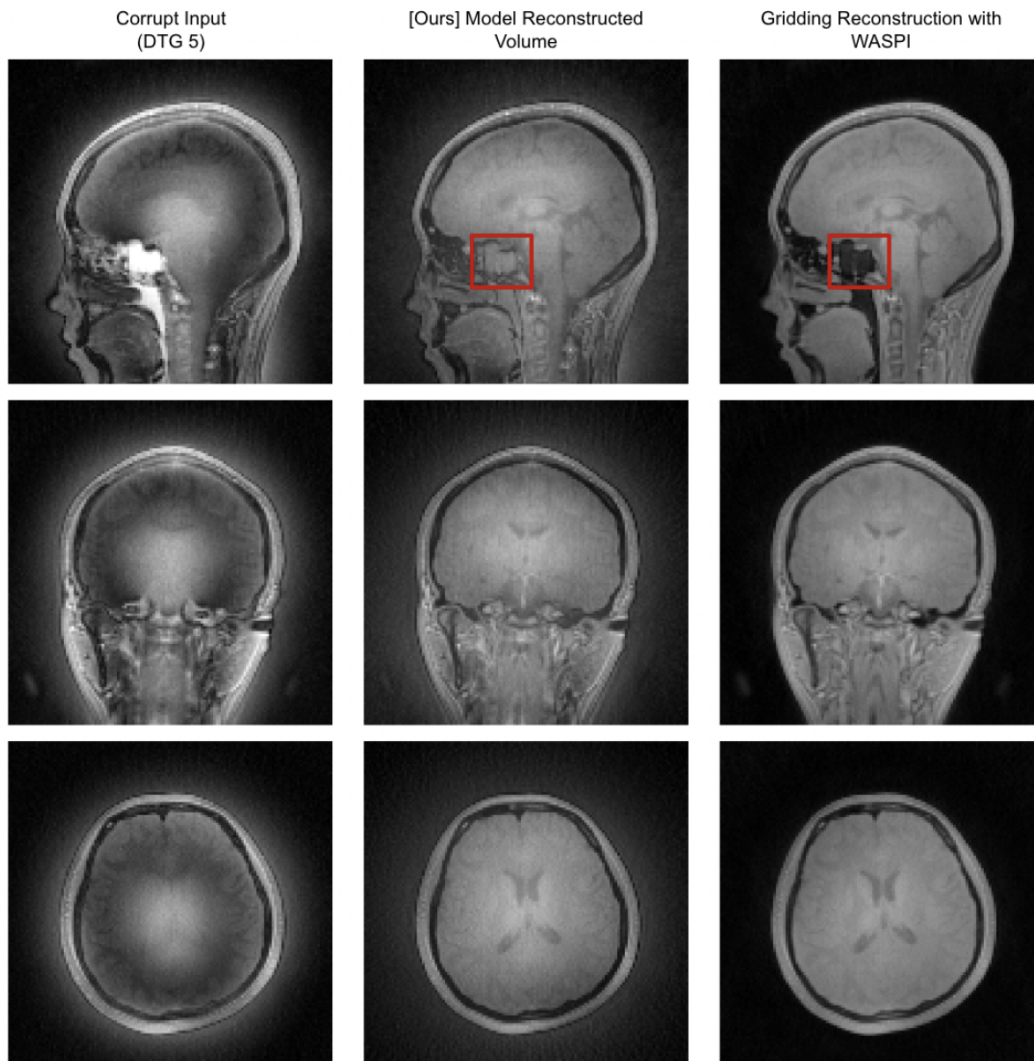 Corrupt Input
(DTG 5)
[Ours] Model Reconstructed
Volume
Gridding Reconstruction with
WASPI